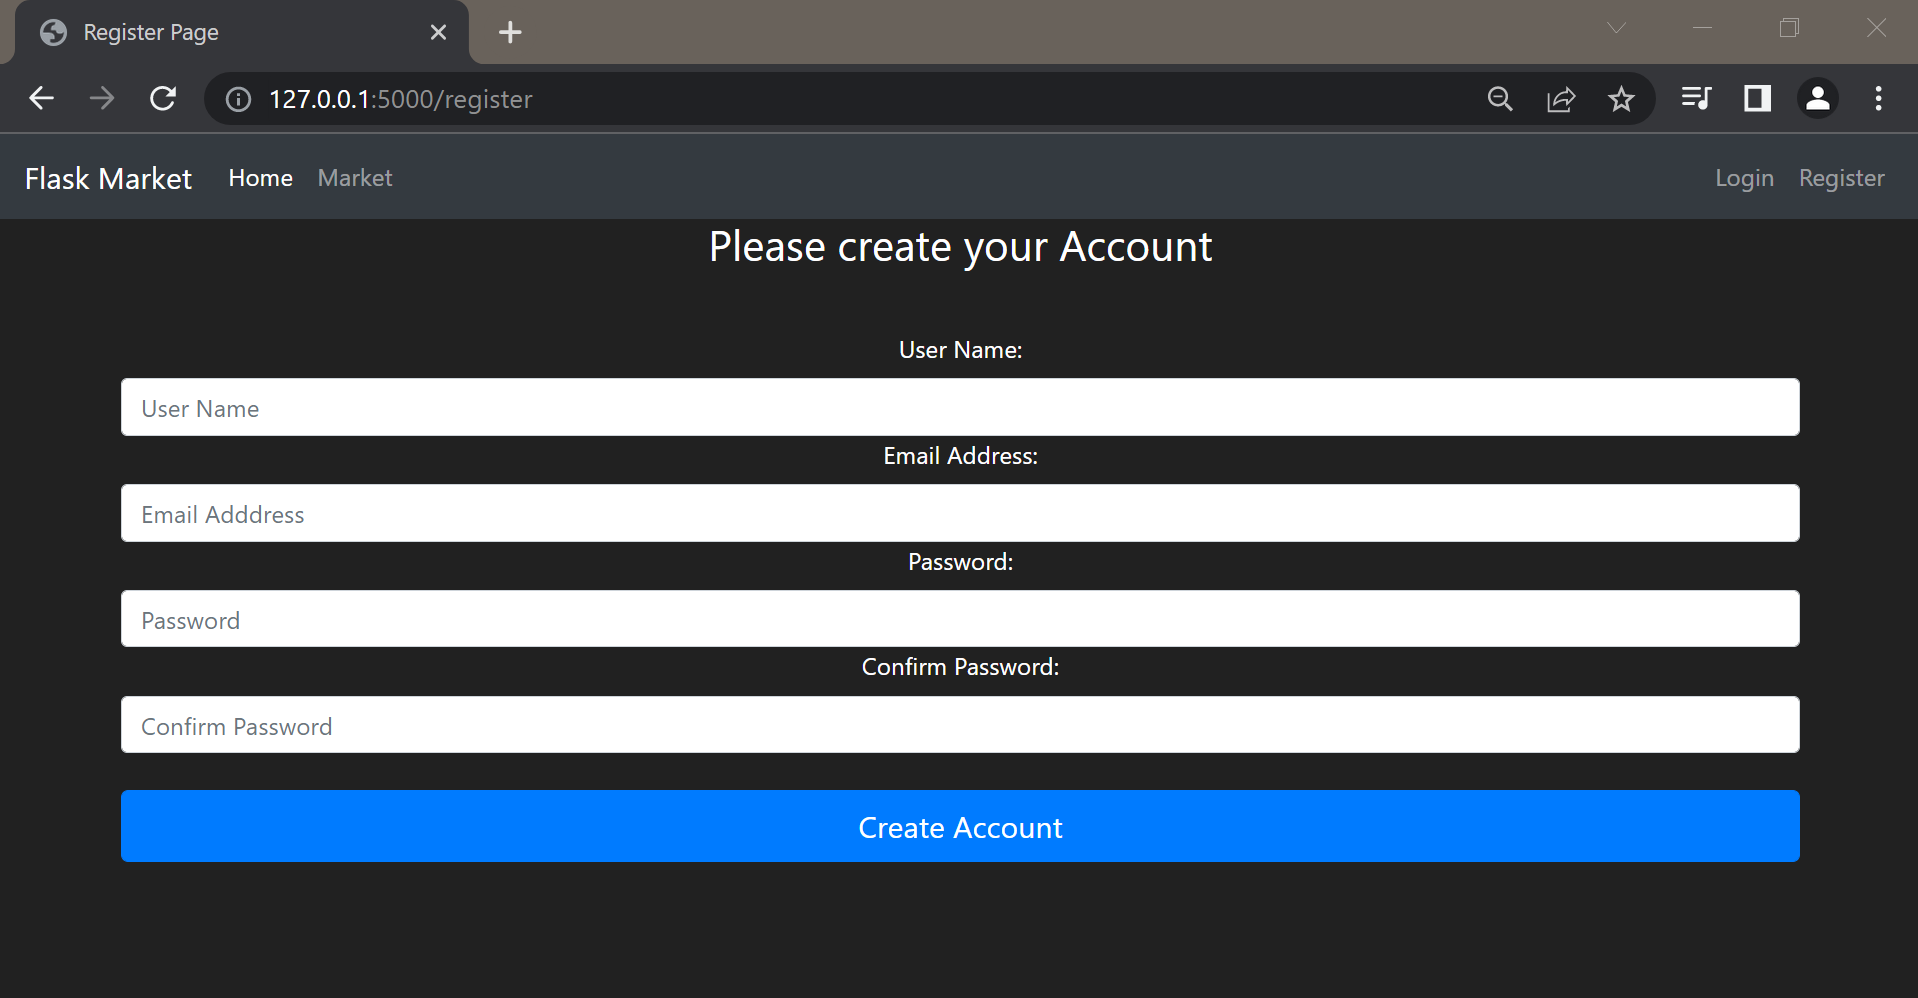 Register Page
127.0.0.1:5000/register
Flask Market Home Market Login Register
Please create your Account
User Name:
User Name
Email Address:
Email Adddress
Password:
Password
Confirm Password:
Confirm Password
Create Account